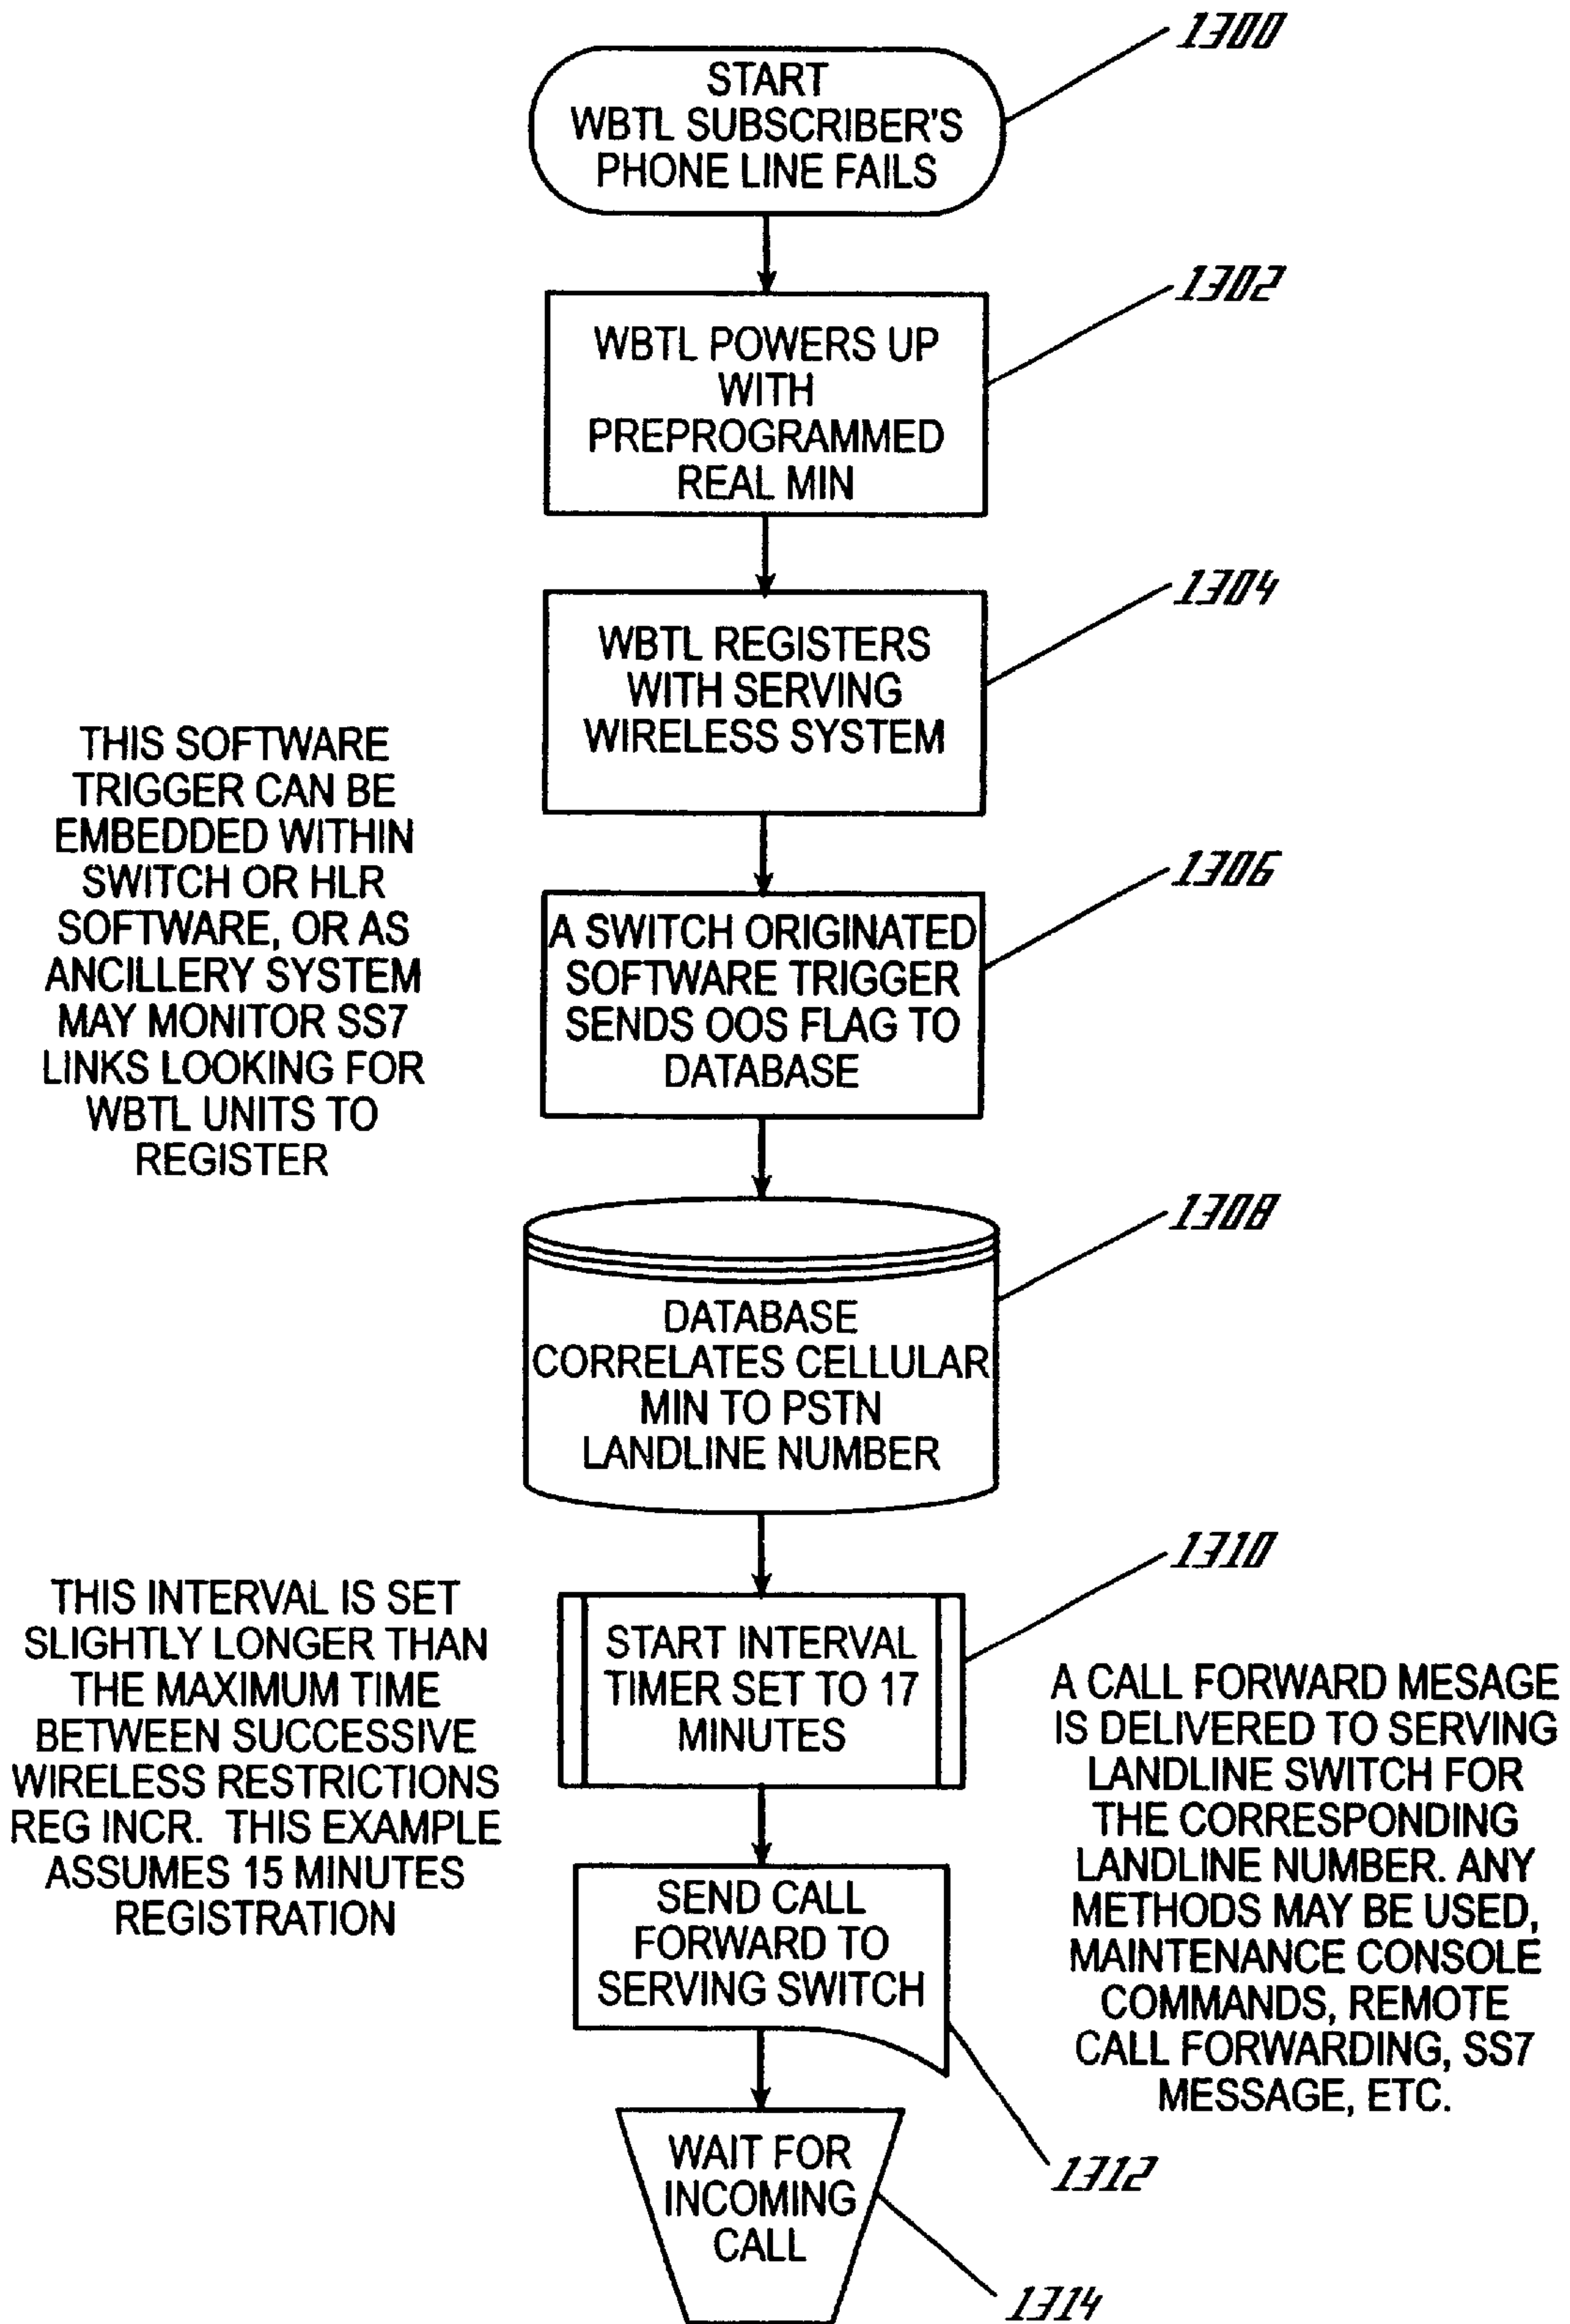 1300
START
WBTL SUBSCRIBER'S
PHONE LINE FAILS
1302
WBTL POWERS UP
WITH
PREPROGRAMMED
REAL MIN
1304
WBTL REGISTERS
WITH SERVING
WIRELESS SYSTEM
THIS SOFTWARE
TRIGGER CAN BE
EMBEDDED WITHIN
SWITCH OR HLR
SOFTWARE, OR AS
ANCILLERY SYSTEM
MAY MONITOR SS7
LINKS LOOKING FOR
WBTL UNITS TO
REGISTER
1306
A SWITCH ORIGINATED
SOFTWARE TRIGGER
SENDS OOS FLAG TO
DATABASE
1308
DATABASE
CORRELATES CELLULAR
MIN TO PSTN
LANDLINE NUMBER
1310
THIS INTERVAL IS SET
SLIGHTLY LONGER THAN
THE MAXIMUM TIME
BETWEEN SUCCESSIVE
WIRELESS RESTRICTIONS
REG INCR. THIS EXAMPLE
ASSUMES 15 MINUTES
REGISTRATION
START INTERVAL
TIMER SET TO 17
MINUTES
A CALL FORWARD MESAGE
IS DELIVERED TO SERVING
LANDLINE SWITCH FOR
THE CORRESPONDING
LANDLINE NUMBER. ANY
METHODS MAY BE USED,
MAINTENANCE CONSOLE
COMMANDS, REMOTE
CALL FORWARDING, SS7
MESSAGE, ETC.
SEND CALL
FORWARD TO
SERVING SWITCH
1312
WAIT FOR
INCOMING
CALL
1314